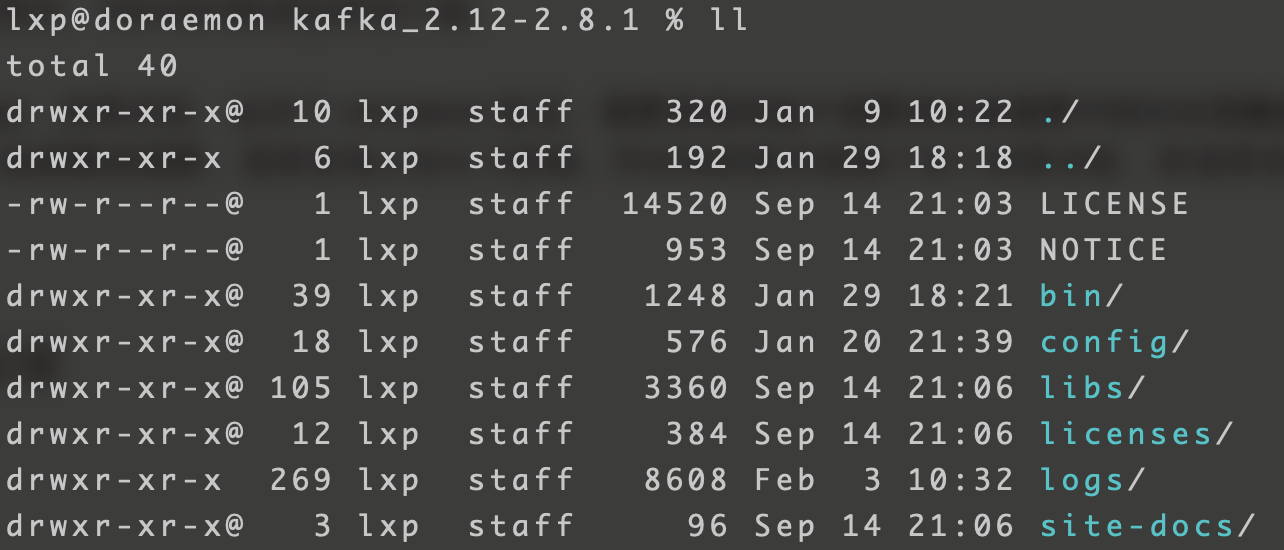 lxp@doraemon kafka_2.12-2.8.1 % ll
total 40
drwxr-xr-x@  10 lxp  staff    320 Jan  9 10:22 ./
drwxr-xr-x    6 lxp  staff    192 Jan 29 18:18 ../
-rw-r--r--@   1 lxp  staff  14520 Sep 14 21:03 LICENSE
-rw-r--r--@   1 lxp  staff    953 Sep 14 21:03 NOTICE
drwxr-xr-x@  39 lxp  staff   1248 Jan 29 18:21 bin/
drwxr-xr-x@  18 lxp  staff    576 Jan 20 21:39 config/
drwxr-xr-x@ 105 lxp  staff   3360 Sep 14 21:06 libs/
drwxr-xr-x@  12 lxp  staff    384 Sep 14 21:06 licenses/
drwxr-xr-x  269 lxp  staff   8608 Feb  3 10:32 logs/
drwxr-xr-x@   3 lxp  staff     96 Sep 14 21:06 site-docs/